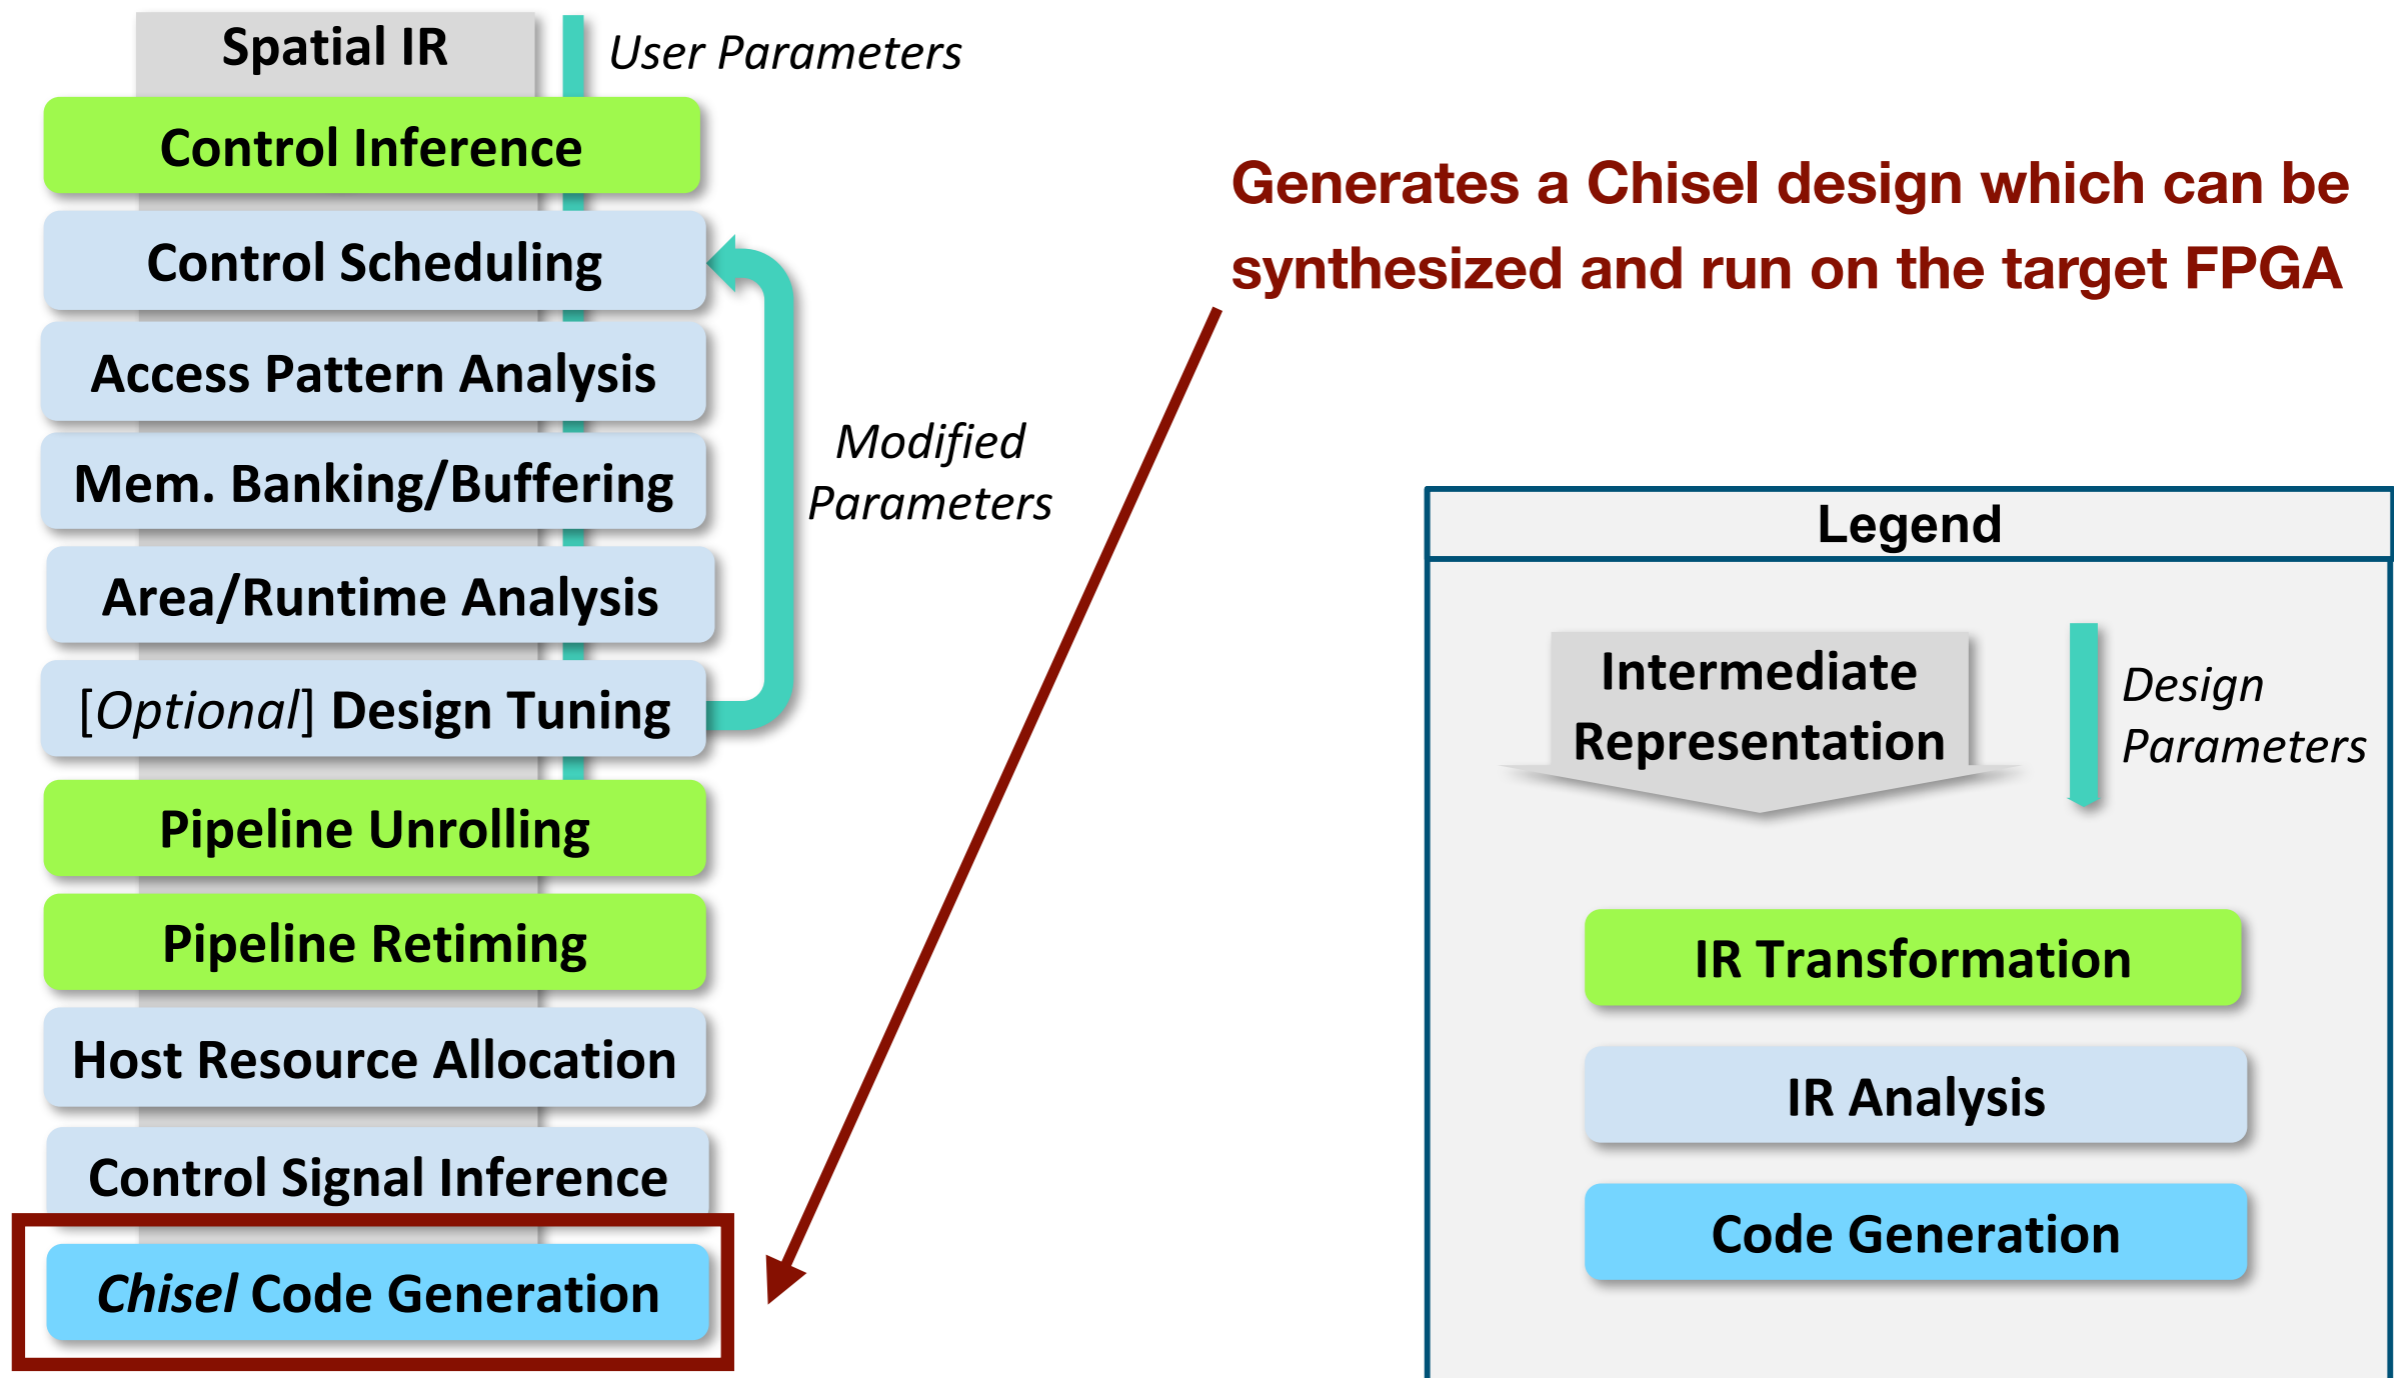 Spatial IR
User Parameters
Control Inference
Control Scheduling
Access Pattern Analysis
Mem. Banking/Buffering
Area/Runtime Analysis
[Optional] Design Tuning
Pipeline Unrolling
Pipeline Retiming
Host Resource Allocation
Control Signal Inference
Chisel Code Generation
Modified
Parameters
Generates a Chisel design which can be
synthesized and run on the target FPGA
Legend
Intermediate
Representation
Design
Parameters
IR Transformation
IR Analysis
Code Generation